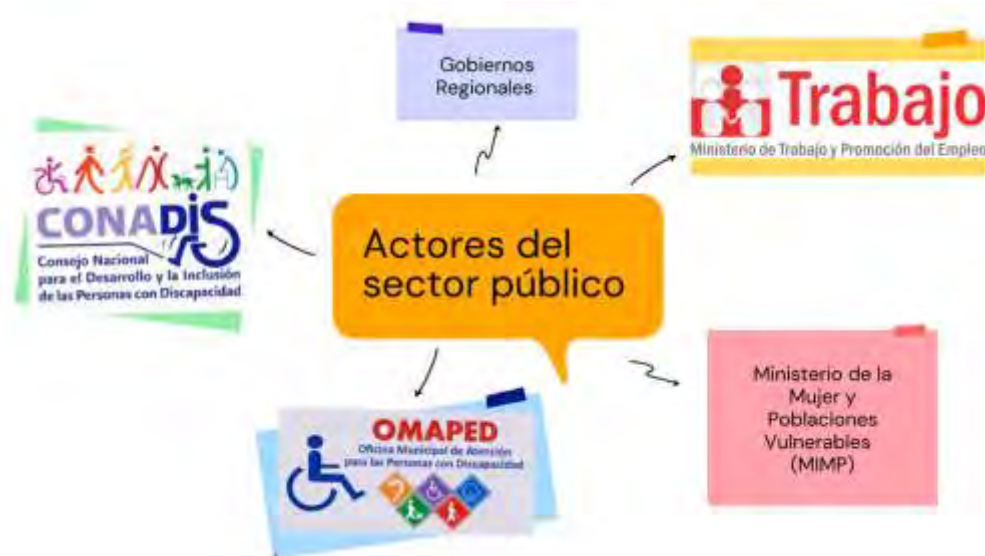 Gobiernos
Regionales
Trabajo
Ministerio de Trabajo y Promoción del Empleo
CONADIS
Consejo Nacional
para el Desarrollo y la Inclusión
de las Personas con Discapacidad
Actores del
sector público
OMAPED
Oficina Municipal de Atención
para las Personas con Discapacidad
Ministerio de la
Mujer y
Poblaciones
Vulnerables
(MIMP)